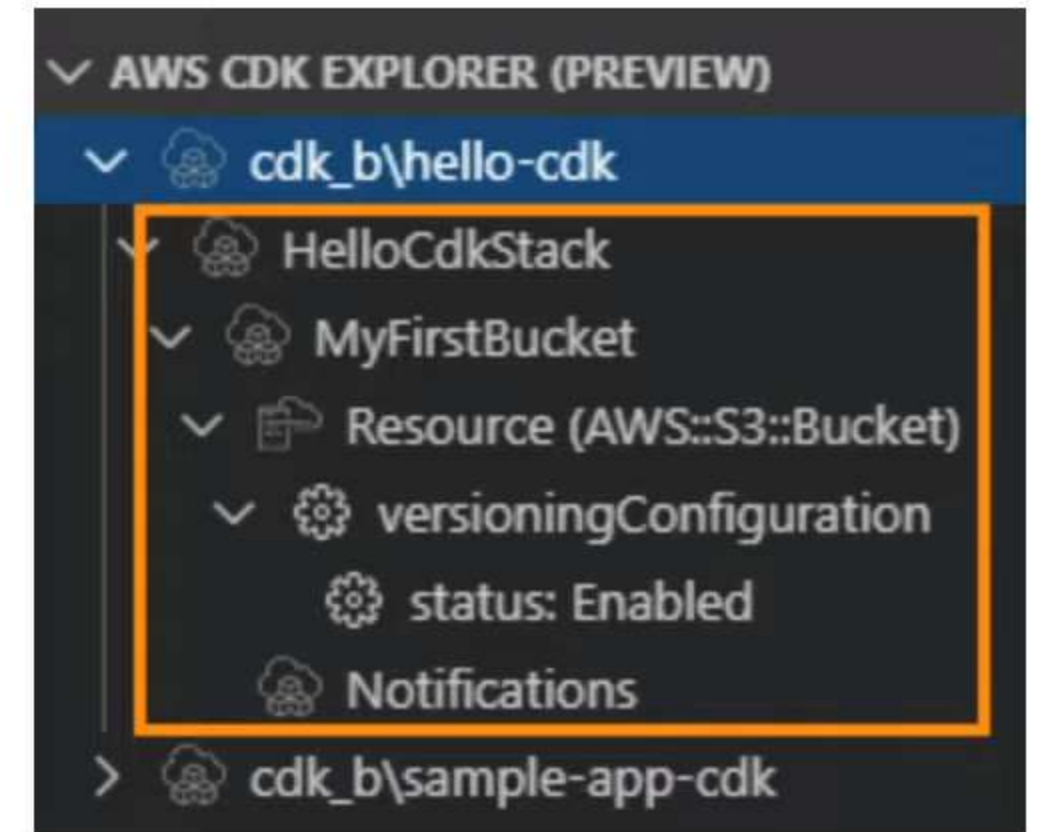 AWS CDK EXPLORER (PREVIEW)
cdk_b\hello-cdk
HelloCdkStack
MyFirstBucket
Resource (AWS::S3::Bucket)
versioningConfiguration
status: Enabled
Notifications
cdk_b\sample-app-cdk